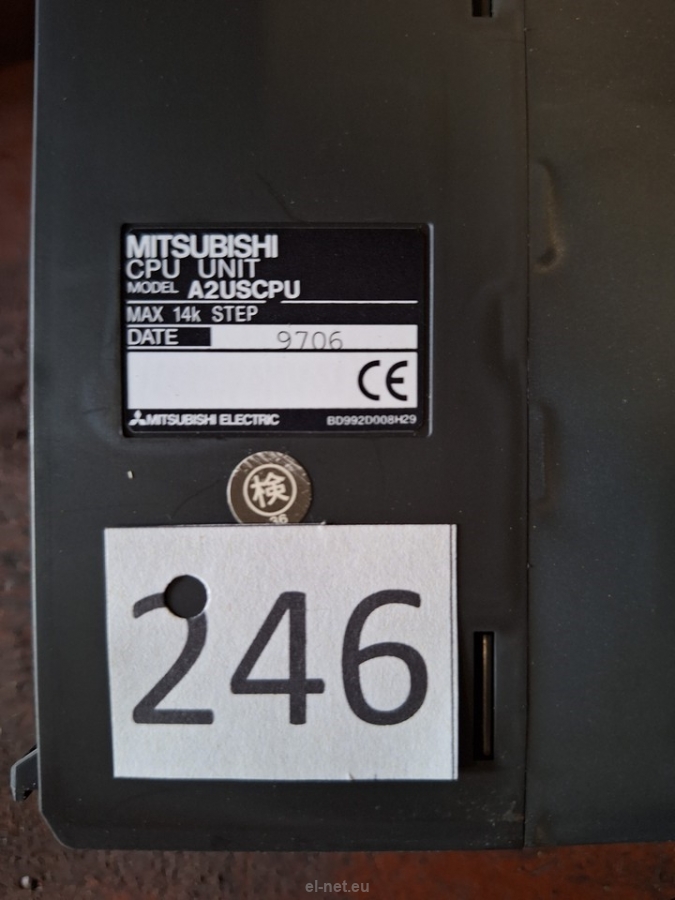 MITSUBISHI
CPU UNIT
MODEL A2USCPU
MAX 14k STEP
DATE 9706
CE
MITSUBISHI ELECTRIC BD992D008H29
検
36
246
el-net.eu